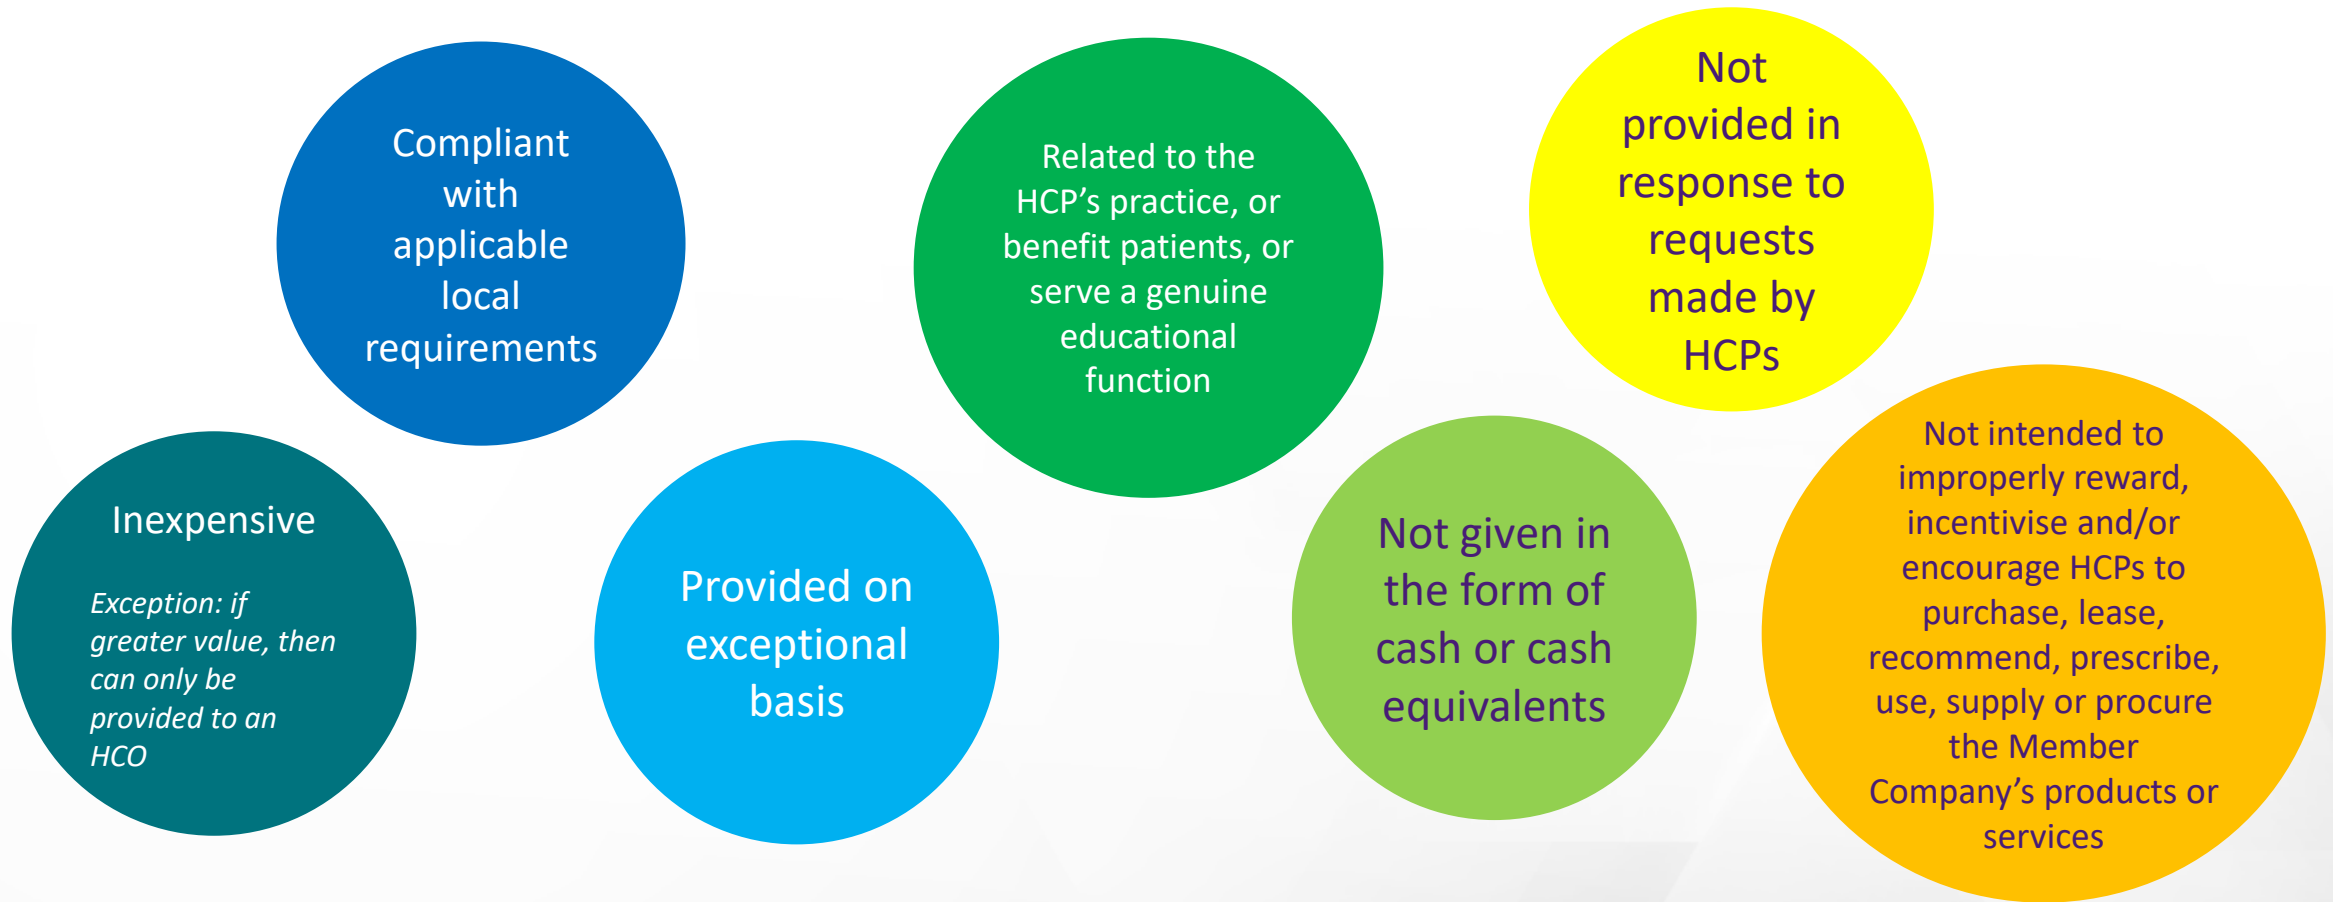 Inexpensive
Exception: if
greater value, then
can only be
provided to an
HCO
Compliant
with
applicable
local
requirements
Provided on
exceptional
basis
Related to the
HCP’s practice, or
benefit patients, or
serve a genuine
educational
function
Not given in
the form of
cash or cash
equivalents
Not
provided in
response to
requests
made by
HCPs
Not intended to
improperly reward,
incentivise and/or
encourage HCPs to
purchase, lease,
recommend, prescribe,
use, supply or procure
the Member
Company’s products or
services